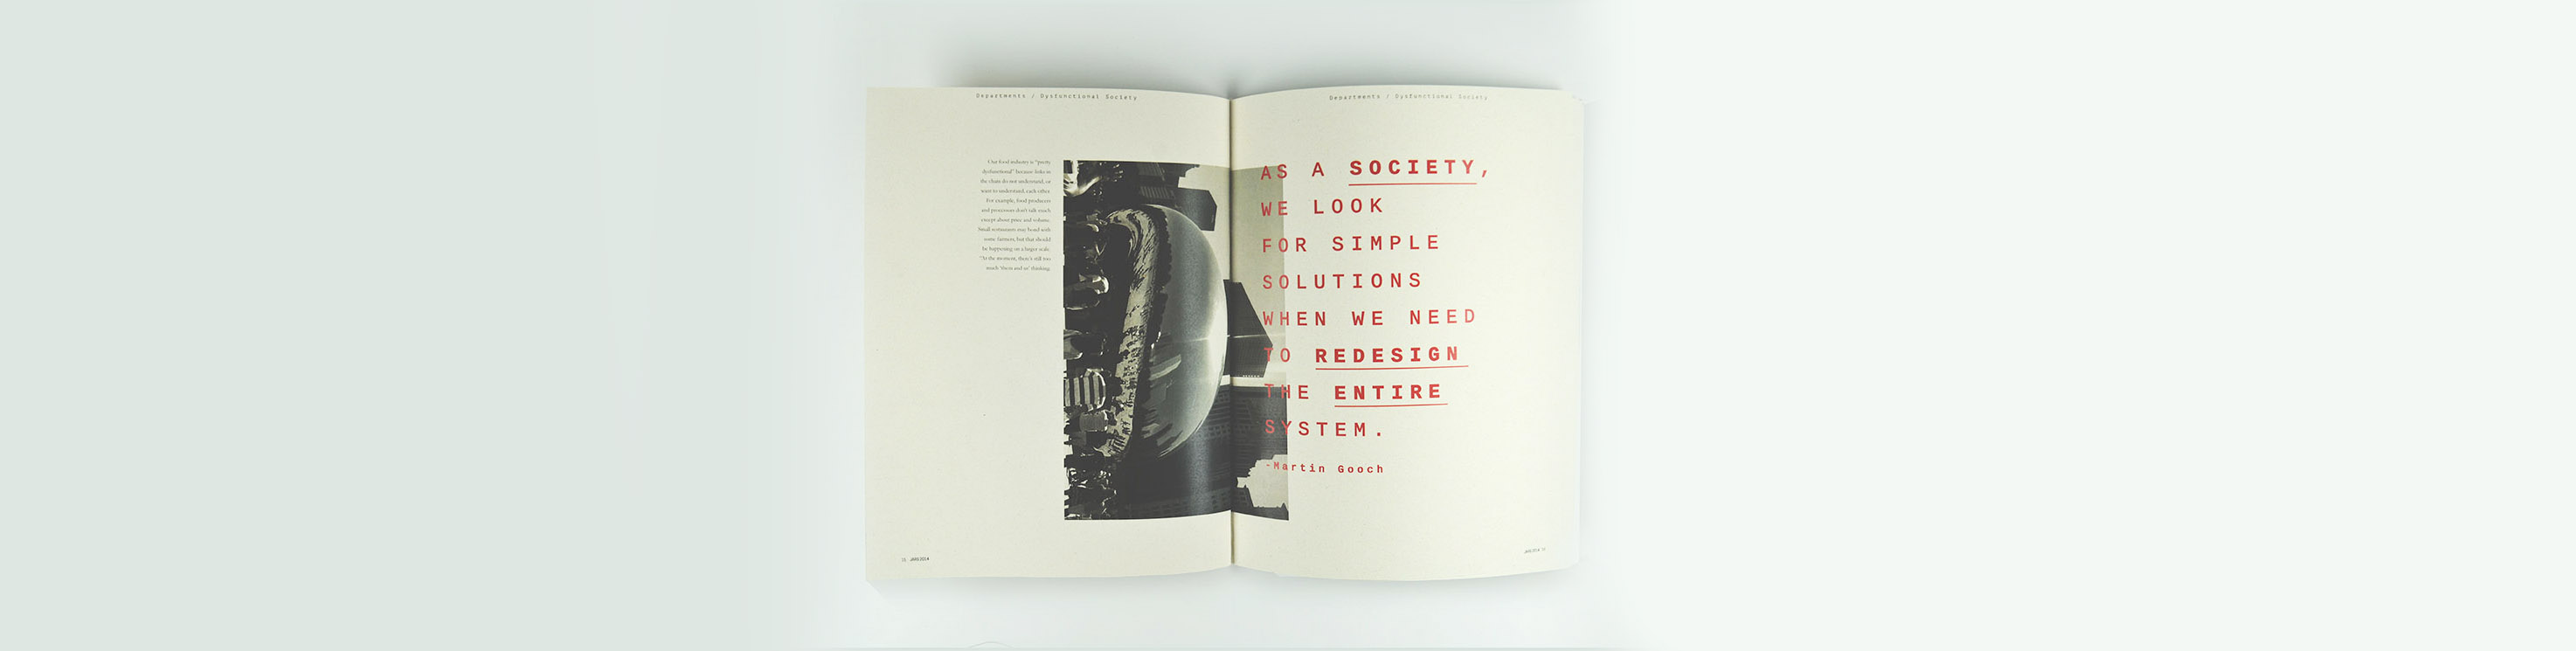 Departments / Dysfunctional Society
Our food industry is "pretty
dysfunctional" because links in
the chain do not understand, or
want to understand, each other.
For example, food producers
and processors don't talk much
except about price and volume.
Small restaurants may bond with
some farmers, but that should
be happening on a larger scale.
"At the moment, there's still too
much 'them and us' thinking.
JAN/2014
Departments / Dysfunctional Society
AS A SOCIETY,
WE LOOK
FOR SIMPLE
SOLUTIONS
WHEN WE NEED
TO REDESIGN
THE ENTIRE
SYSTEM.
-Martin Gooch
JAN/2014